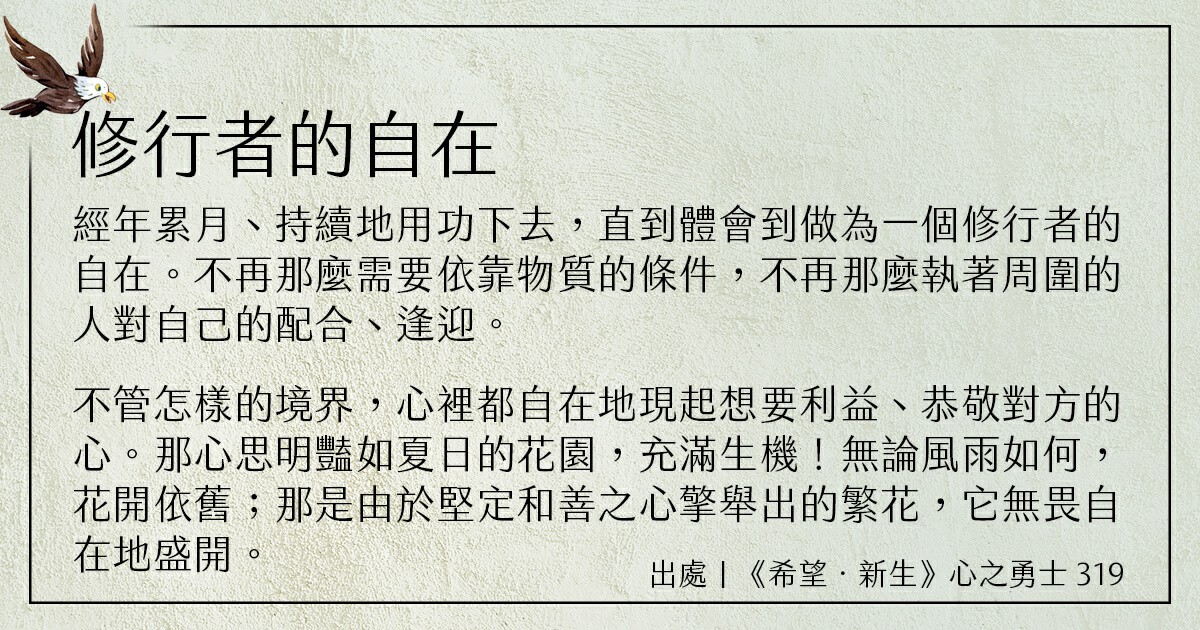 修行者的自在
經年累月、持續地用功下去，直到體會到做為一個修行者的
自在。不再那麼需要依靠物質的條件，不再那麼執著周圍的
人對自己的配合、逢迎。
不管怎樣的境界，心裡都自在地現起想要利益、恭敬對方的
心。那心思明豔如夏日的花園，充滿生機！無論風雨如何，
花開依舊；那是由於堅定和善之心擎舉出的繁花，它無畏自
在地盛開。
出處丨《希望．新生》心之勇士 319